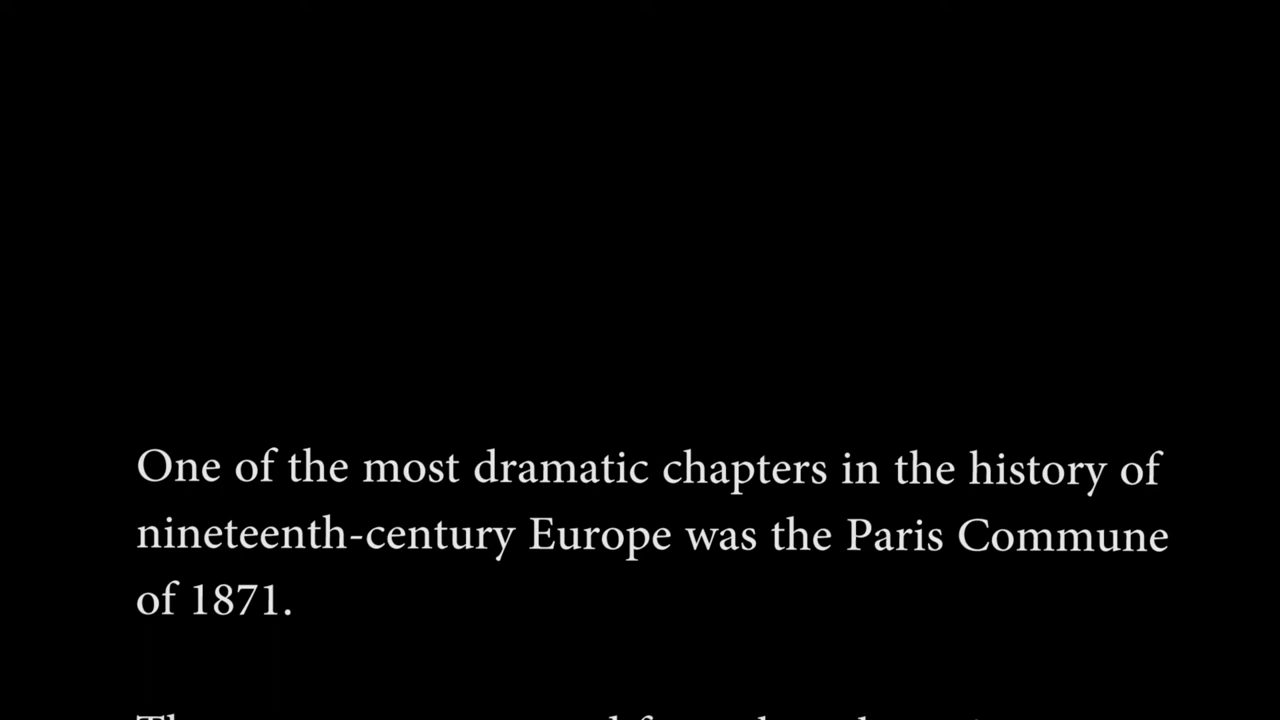 One of the most dramatic chapters in the history of
nineteenth-century Europe was the Paris Commune
of 1871.